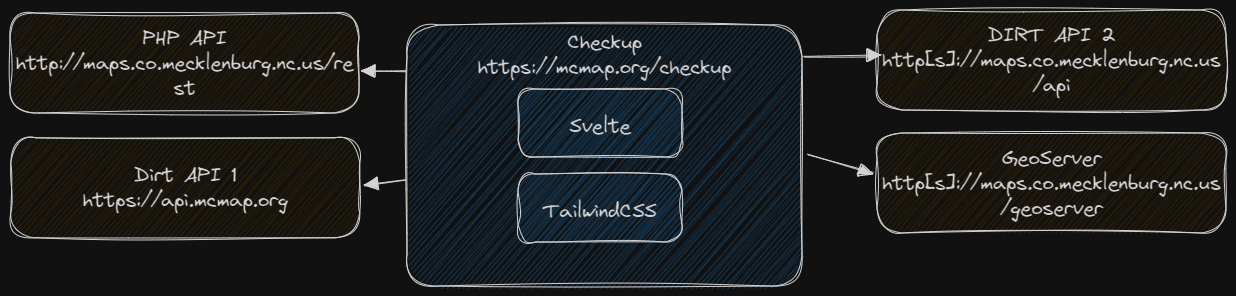 PHP API
http://maps.co.mecklenburg.nc.us/re
st
Dirt API 1
https://api.mcmap.org
Checkup
https://mcmap.org/checkup
Svelte
TailwindCSS
DIRT API 2
http[s]://maps.co.mecklenburg.nc.us
/api
GeoServer
http[s]://maps.co.mecklenburg.nc.us
/geoserver